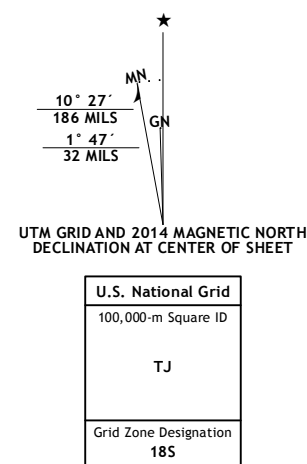 ★
MN
10° 27´
186 MILS
GN
1° 47´
32 MILS
UTM GRID AND 2014 MAGNETIC NORTH
DECLINATION AT CENTER OF SHEET
U.S. National Grid
100,000-m Square ID
TJ
Grid Zone Designation
18S